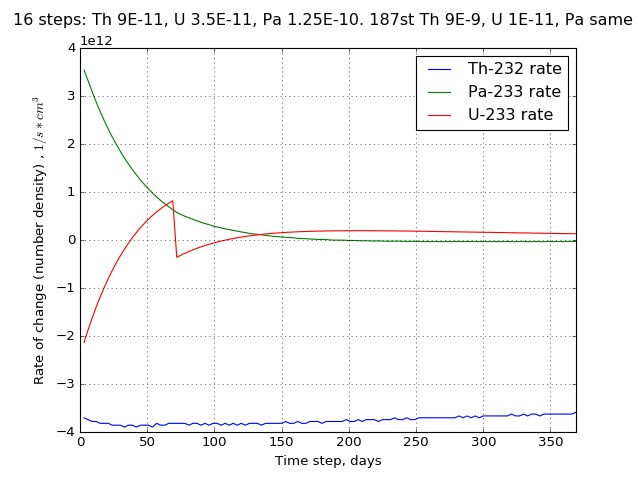 16 steps: Th 9E-11, U 3.5E-11, Pa 1.25E-10. 187st Th 9E-9, U 1E-11, Pa same
1e12
4
3
2
1
0
−1
−2
−3
−4
Rate of change (number density) , 1/s * cm³
Th-232 rate
Pa-233 rate
U-233 rate
0 50 100 150 200 250 300 350
Time step, days